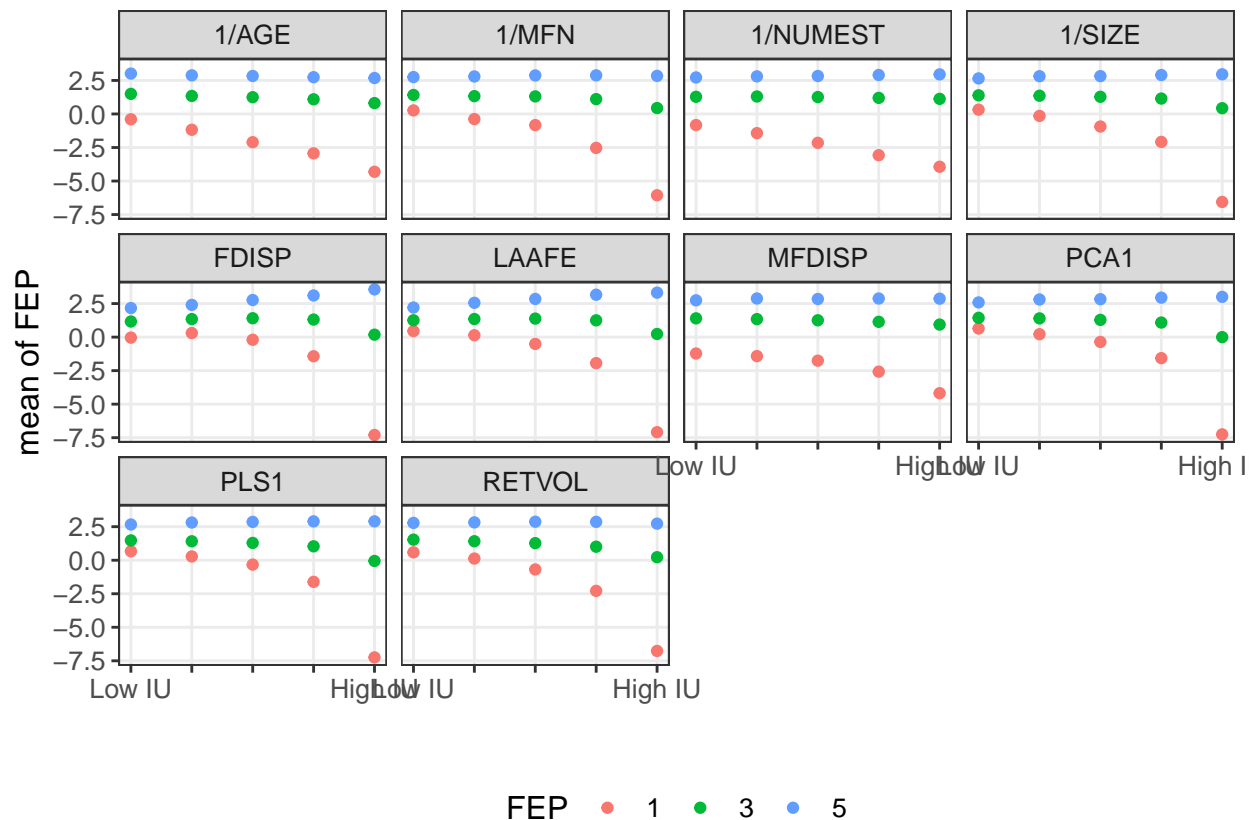 1/AGE 1/MFN 1/NUMEST 1/SIZE
2.5
0.0
−2.5
−5.0
−7.5
FDISP LAAFE MFDISP PCA1
2.5
0.0
−2.5
−5.0
−7.5
mean of FEP
Low IU High IU Low IU High I
PLS1 RETVOL
2.5
0.0
−2.5
−5.0
−7.5
Low IU High IU Low IU High IU
FEP 1 3 5